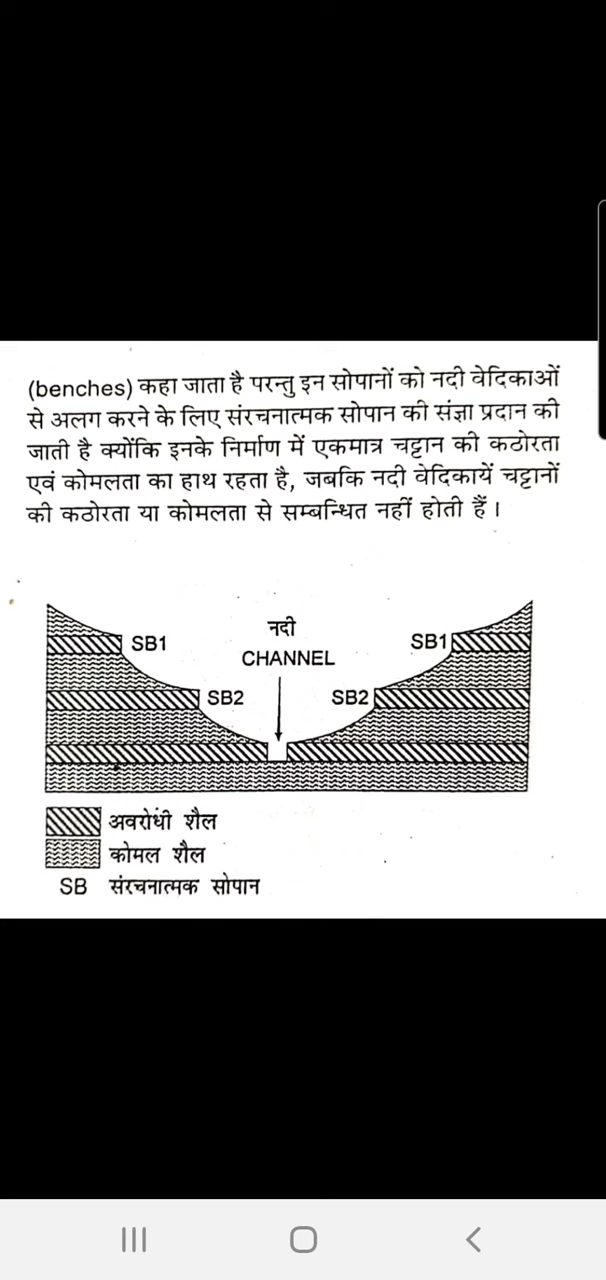 (benches) कहा जाता है परन्तु इन सोपानों को नदी वेदिकाओं
से अलग करने के लिए संरचनात्मक सोपान की संज्ञा प्रदान की
जाती है क्योंकि इनके निर्माण में एकमात्र चट्टान की कठोरता
एवं कोमलता का हाथ रहता है, जबकि नदी वेदिकायें चट्टानों
की कठोरता या कोमलता से सम्बन्धित नहीं होती हैं ।
नदी
CHANNEL
SB1
SB1
SB2
SB2
अवरोधी शैल
कोमल शैल
SB संरचनात्मक सोपान